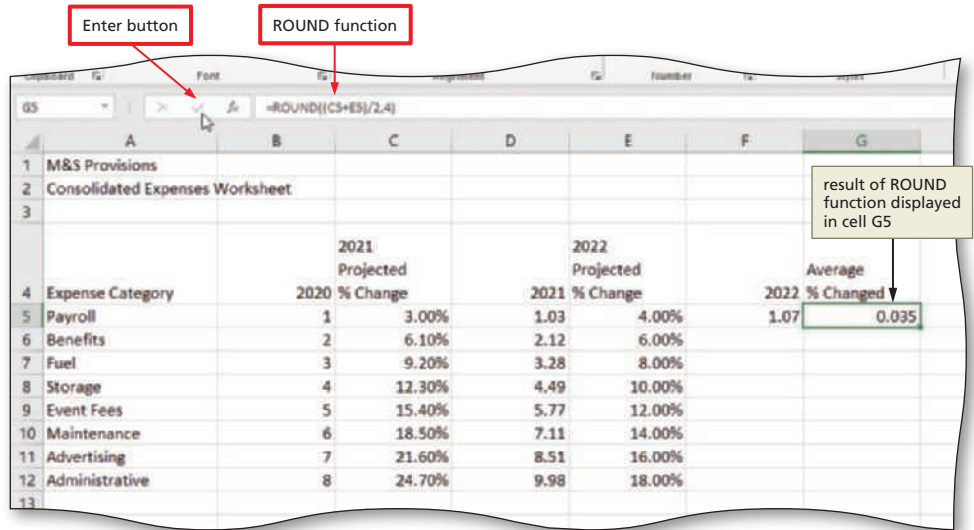 Enter button
ROUND function
Font
Number
G5 fx =ROUND((C5+E5)/2,4)
A B C D E F G
1 M&S Provisions
2 Consolidated Expenses Worksheet
3
result of ROUND
function displayed
in cell G5
2021 2022
Projected Projected Average
4 Expense Category 2020 % Change 2021 % Change 2022 % Changed
5 Payroll 1 3.00% 1.03 4.00% 1.07 0.035
6 Benefits 2 6.10% 2.12 6.00%
7 Fuel 3 9.20% 3.28 8.00%
8 Storage 4 12.30% 4.49 10.00%
9 Event Fees 5 15.40% 5.77 12.00%
10 Maintenance 6 18.50% 7.11 14.00%
11 Advertising 7 21.60% 8.51 16.00%
12 Administrative 8 24.70% 9.98 18.00%
13